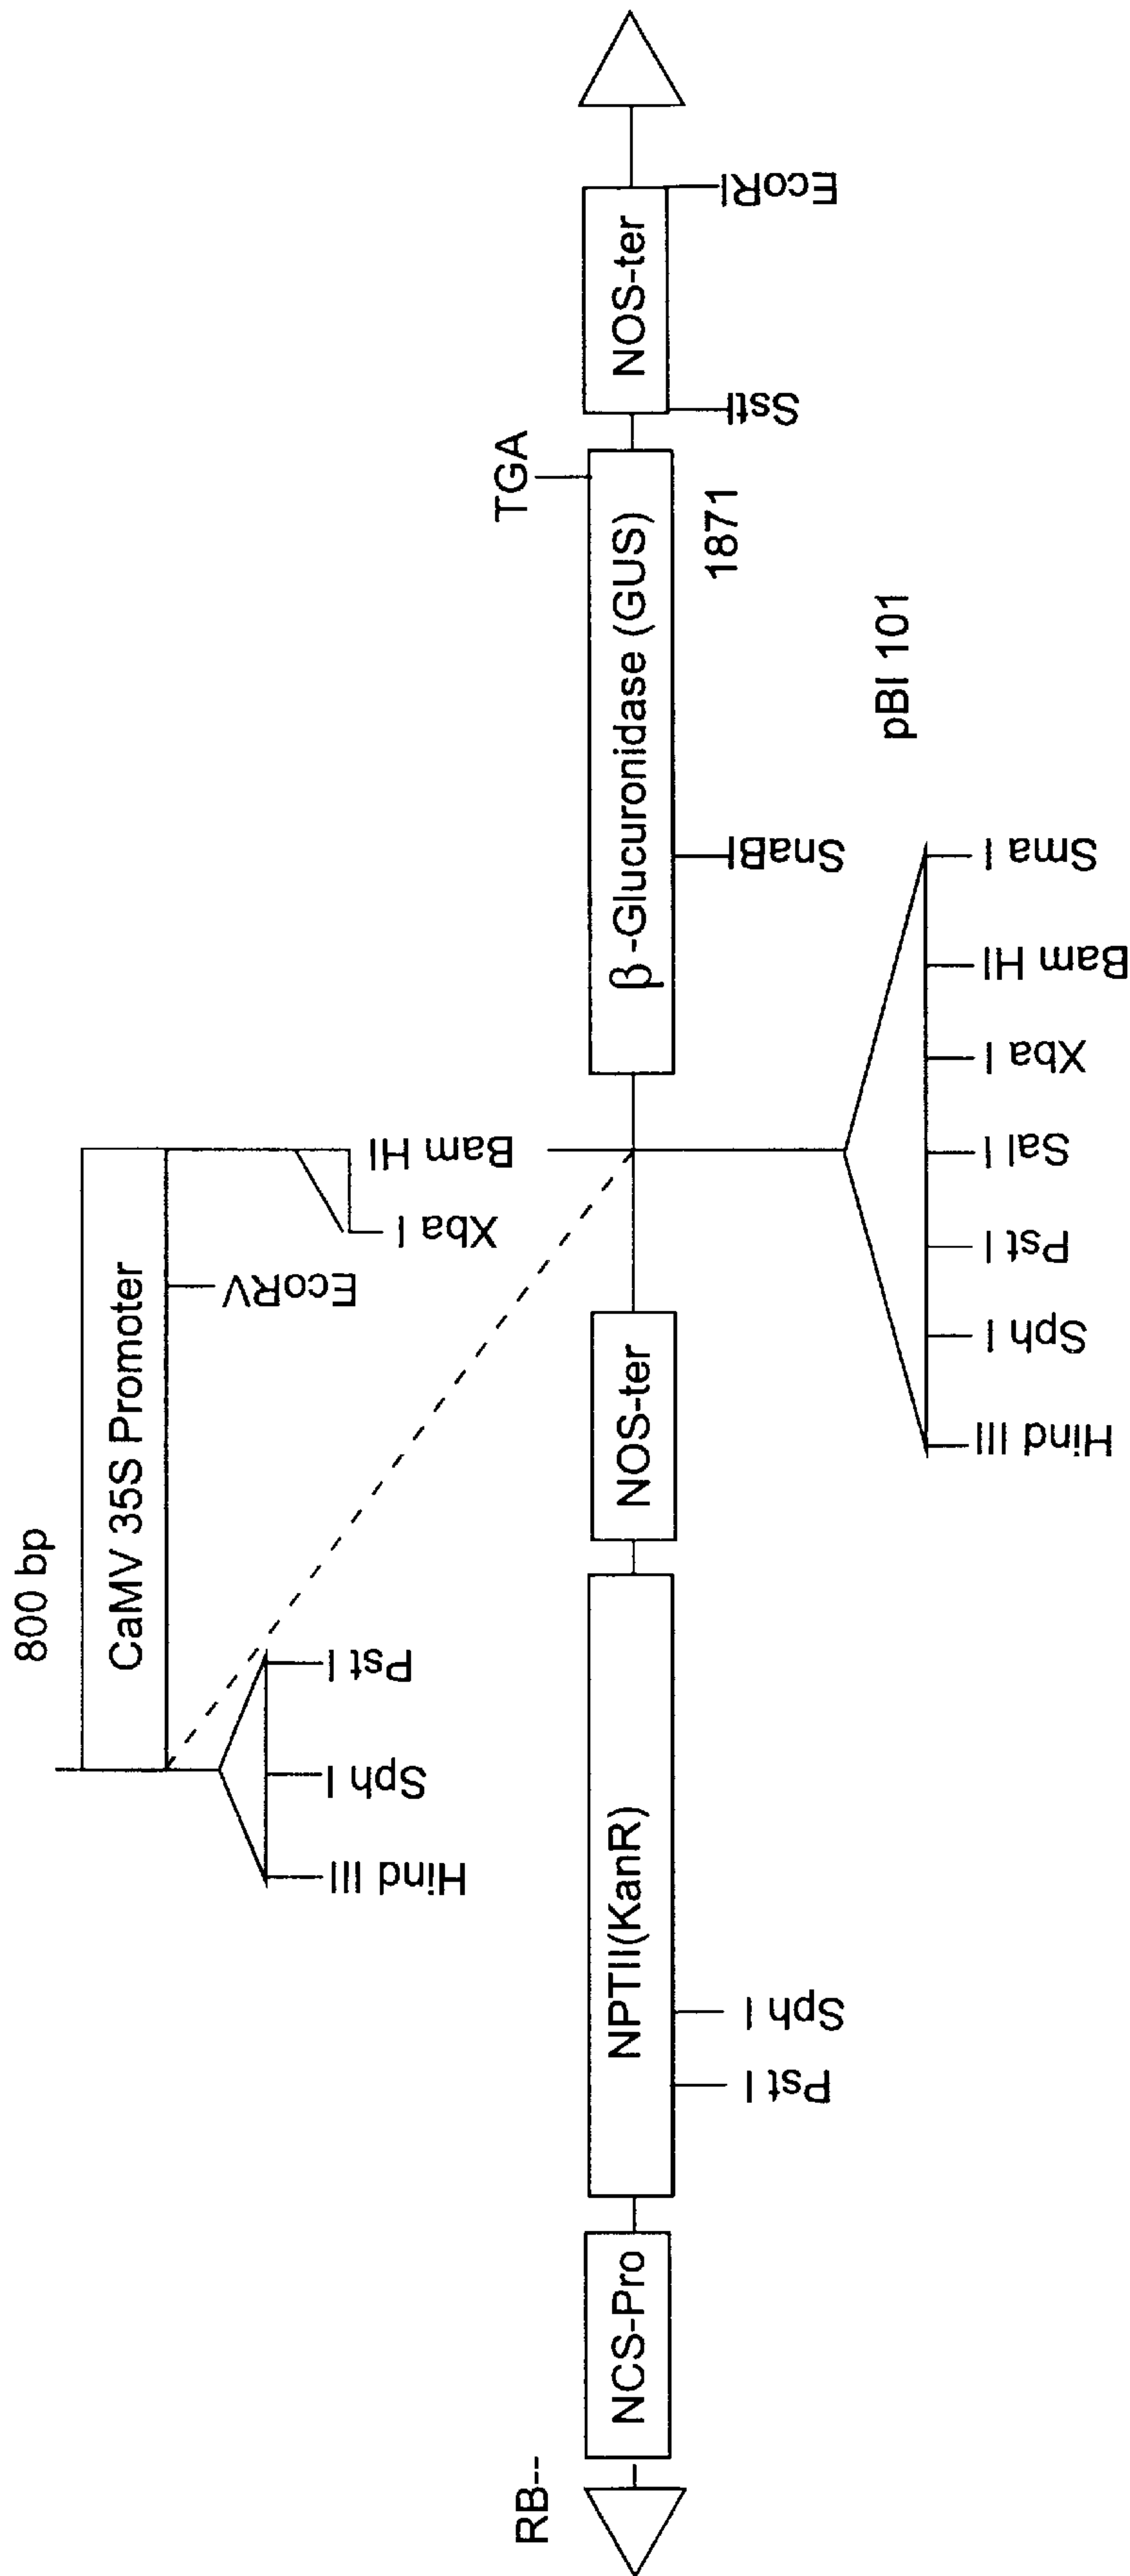 800 bp
CaMV 35S Promoter
Hind III
Sph I
Pst I
EcoRV
Xba I
Bam HI
RB--
NCS-Pro
NPTII(KanR)
Pst I
Sph I
NOS-ter
β-Glucuronidase (GUS)
TGA
SnaBI
1871
NOS-ter
SstI
EcoRI
pBI 101
Hind III
Sph I
Pst I
Sal I
Xba I
Bam HI
Sma I